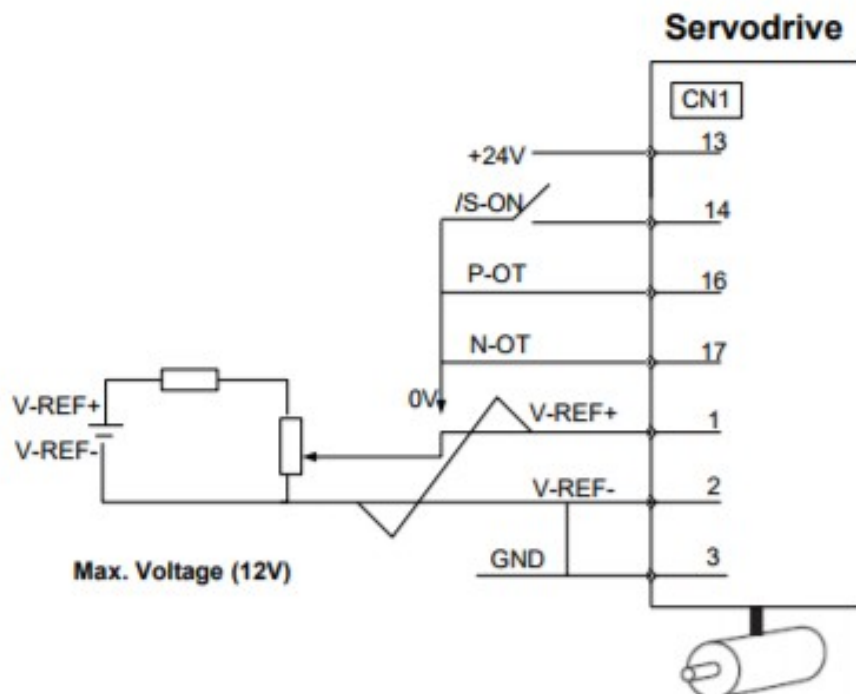 Servodrive
CN1
+24V 13
/S-ON 14
P-OT 16
N-OT 17
0V
V-REF+ V-REF+ 1
V-REF- V-REF- 2
GND 3
Max. Voltage (12V)